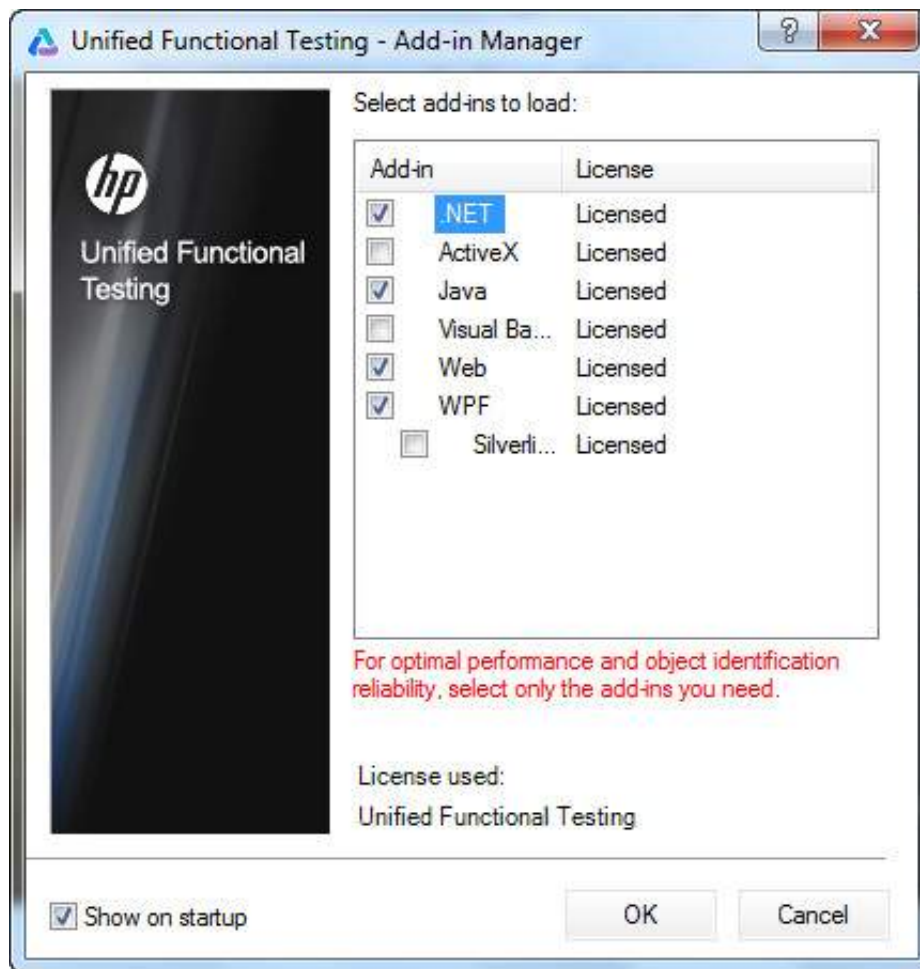 Unified Functional Testing - Add-in Manager
Select add-ins to load:
hp
Unified Functional
Testing
Add-in License
.NET Licensed
ActiveX Licensed
Java Licensed
Visual Ba... Licensed
Web Licensed
WPF Licensed
Silverli... Licensed
For optimal performance and object identification
reliability, select only the add-ins you need.
License used:
Unified Functional Testing
Show on startup
OK
Cancel